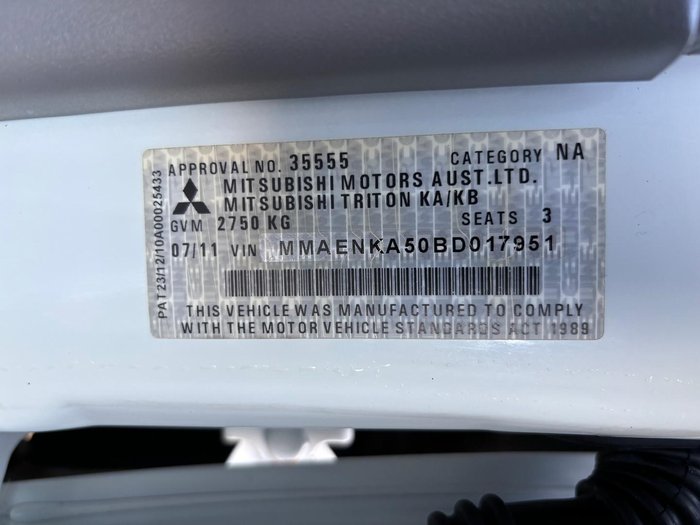 APPROVAL NO. 35555 CATEGORY NA
MITSUBISHI MOTORS AUST.LTD.
MITSUBISHI TRITON KA/KB
GVM 2750 KG SEATS 3
07/11 VIN MMAENKA50BD017951
THIS VEHICLE WAS MANUFACTURED TO COMPLY
WITH THE MOTOR VEHICLE STANDARDS ACT 1989
PAT23/12/10A00025433